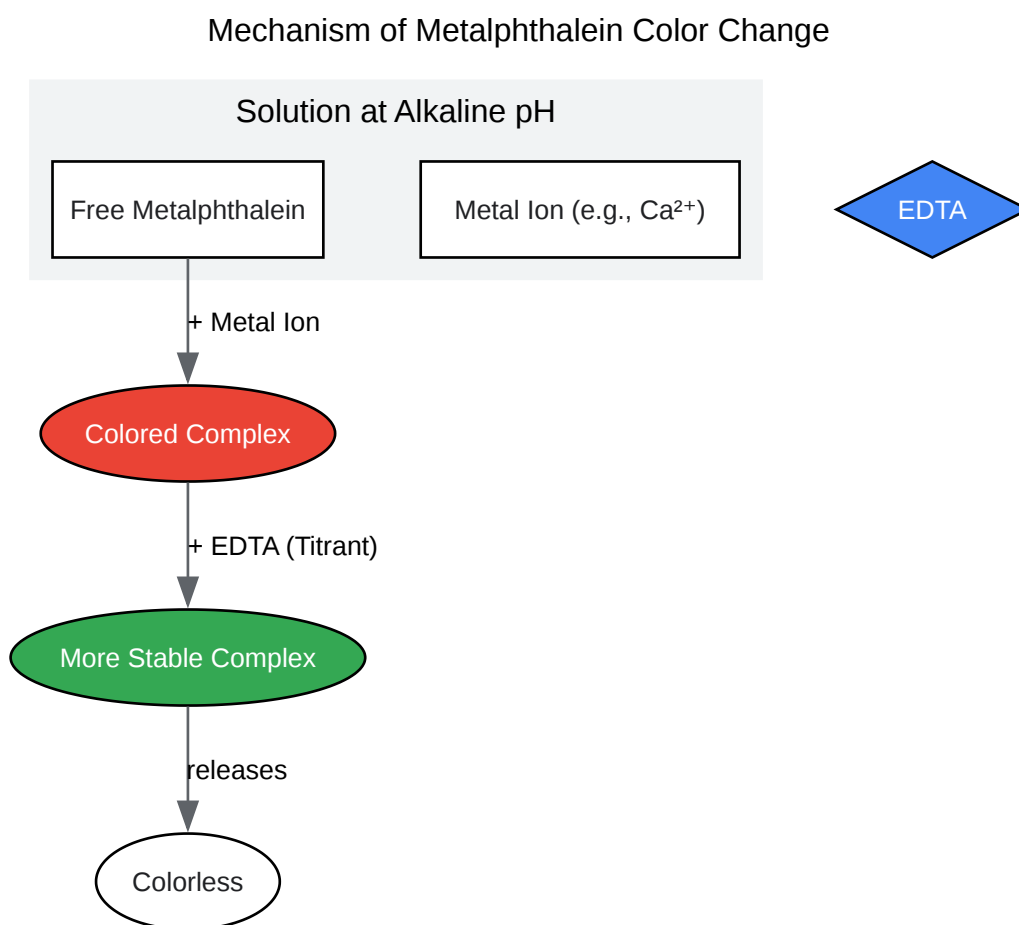 Mechanism of Metalphthalein Color Change
Solution at Alkaline pH
Free Metalphthalein
Metal Ion (e.g., Ca²⁺)
EDTA
+ Metal Ion
Colored Complex
+ EDTA (Titrant)
More Stable Complex
releases
Colorless